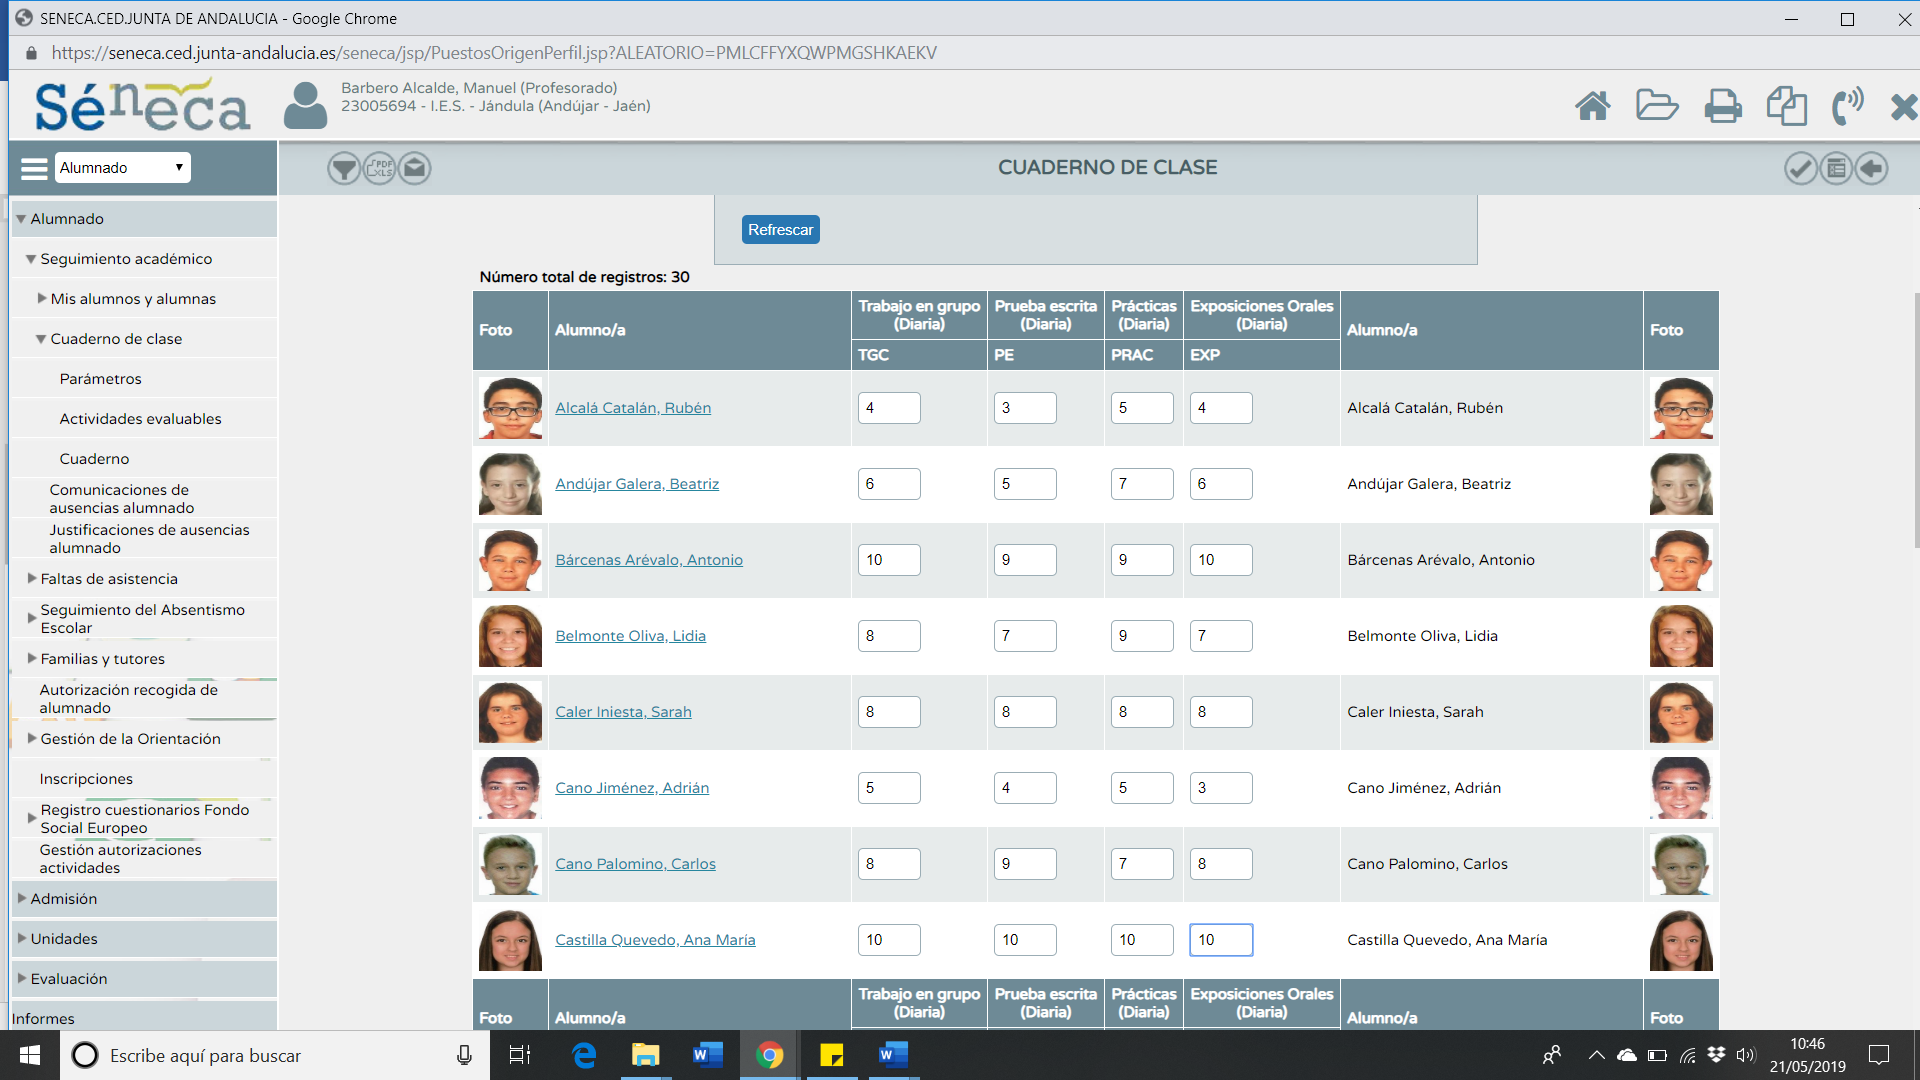 SENECA.CED.JUNTA DE ANDALUCIA - Google Chrome
https://seneca.ced.junta-andalucia.es/seneca/jsp/PuestosOrigenPerfil.jsp?ALEATORIO=PMLCFFYXQWPMGSHKAEKV
Séneca
Barbero Alcalde, Manuel (Profesorado)
23005694 - I.E.S. - Jándula (Andújar - Jaén)
Alumnado
PDF
XLS
CUADERNO DE CLASE
Alumnado
Seguimiento académico
Mis alumnos y alumnas
Cuaderno de clase
Parámetros
Actividades evaluables
Cuaderno
Comunicaciones de
ausencias alumnado
Justificaciones de ausencias
alumnado
Faltas de asistencia
Seguimiento del Absentismo
Escolar
Familias y tutores
Autorización recogida de
alumnado
Gestión de la Orientación
Inscripciones
Registro cuestionarios Fondo
Social Europeo
Gestión autorizaciones
actividades
Admisión
Unidades
Evaluación
Informes
Refrescar
Número total de registros: 30
Foto Alumno/a Trabajo en grupo (Diaria) Prueba escrita (Diaria) Prácticas (Diaria) Exposiciones Orales (Diaria) Alumno/a Foto
TGC PE PRAC EXP
Alcalá Catalán, Rubén 4 3 5 4 Alcalá Catalán, Rubén
Andújar Galera, Beatriz 6 5 7 6 Andújar Galera, Beatriz
Bárcenas Arévalo, Antonio 10 9 9 10 Bárcenas Arévalo, Antonio
Belmonte Oliva, Lidia 8 7 9 7 Belmonte Oliva, Lidia
Caler Iniesta, Sarah 8 8 8 8 Caler Iniesta, Sarah
Cano Jiménez, Adrián 5 4 5 3 Cano Jiménez, Adrián
Cano Palomino, Carlos 8 9 7 8 Cano Palomino, Carlos
Castilla Quevedo, Ana María 10 10 10 10 Castilla Quevedo, Ana María
Foto Alumno/a Trabajo en grupo (Diaria) Prueba escrita (Diaria) Prácticas (Diaria) Exposiciones Orales (Diaria) Alumno/a Foto
Escribe aquí para buscar
10:46
21/05/2019